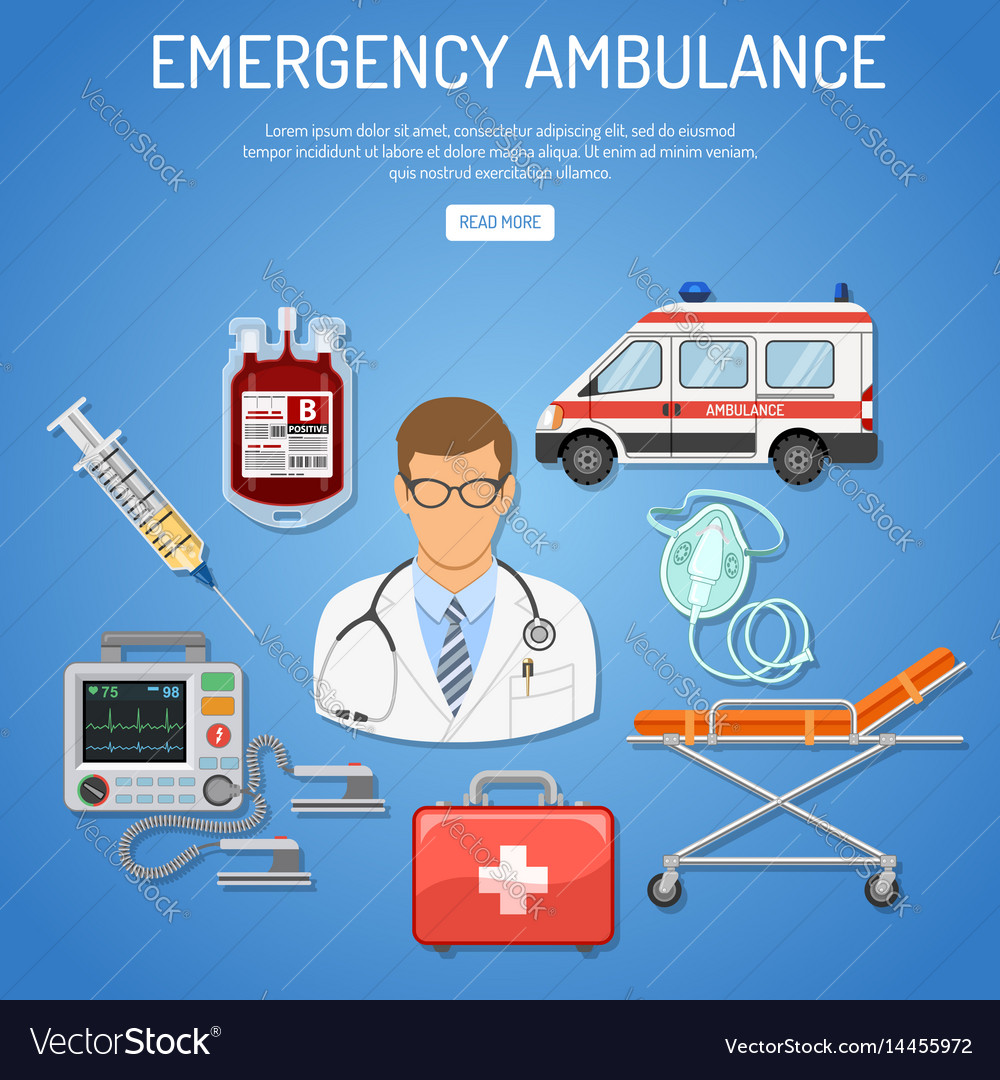 EMERGENCY AMBULANCE
Lorem ipsum dolor sit amet, consectetur adipiscing elit, sed do eiusmod
tempor incididunt ut labore et dolore magna aliqua. Ut enim ad minim veniam,
quis nostrud exercitation ullamco.
READ MORE
B
POSITIVE
AMBULANCE
75 98
VectorStock®
VectorStock.com/14455972